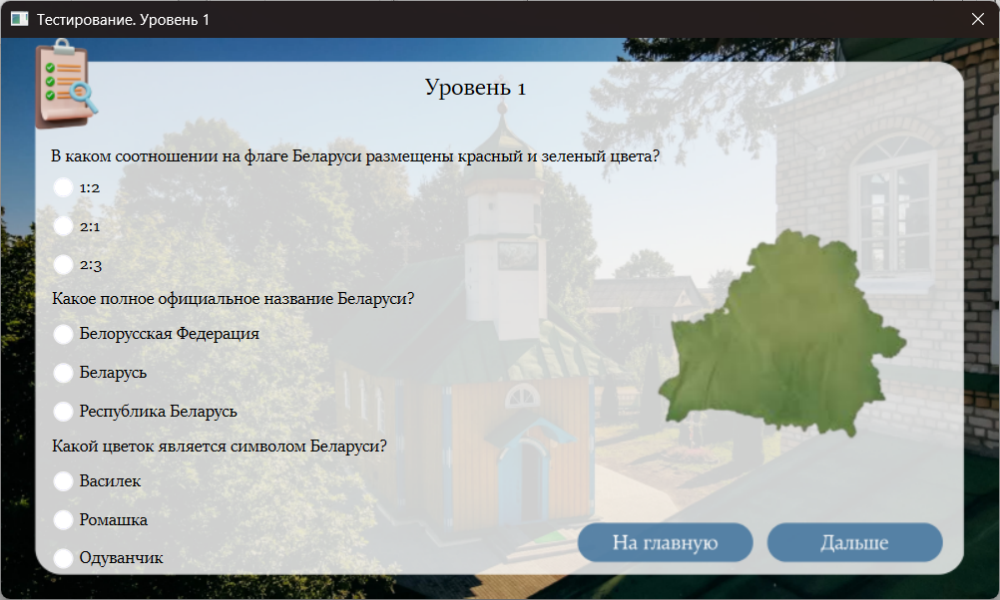 Тестирование. Уровень 1
Уровень 1
В каком соотношении на флаге Беларуси размещены красный и зеленый цвета?
1:2
2:1
2:3
Какое полное официальное название Беларуси?
Белорусская Федерация
Беларусь
Республика Беларусь
Какой цветок является символом Беларуси?
Василек
Ромашка
Одуванчик
На главную
Дальше